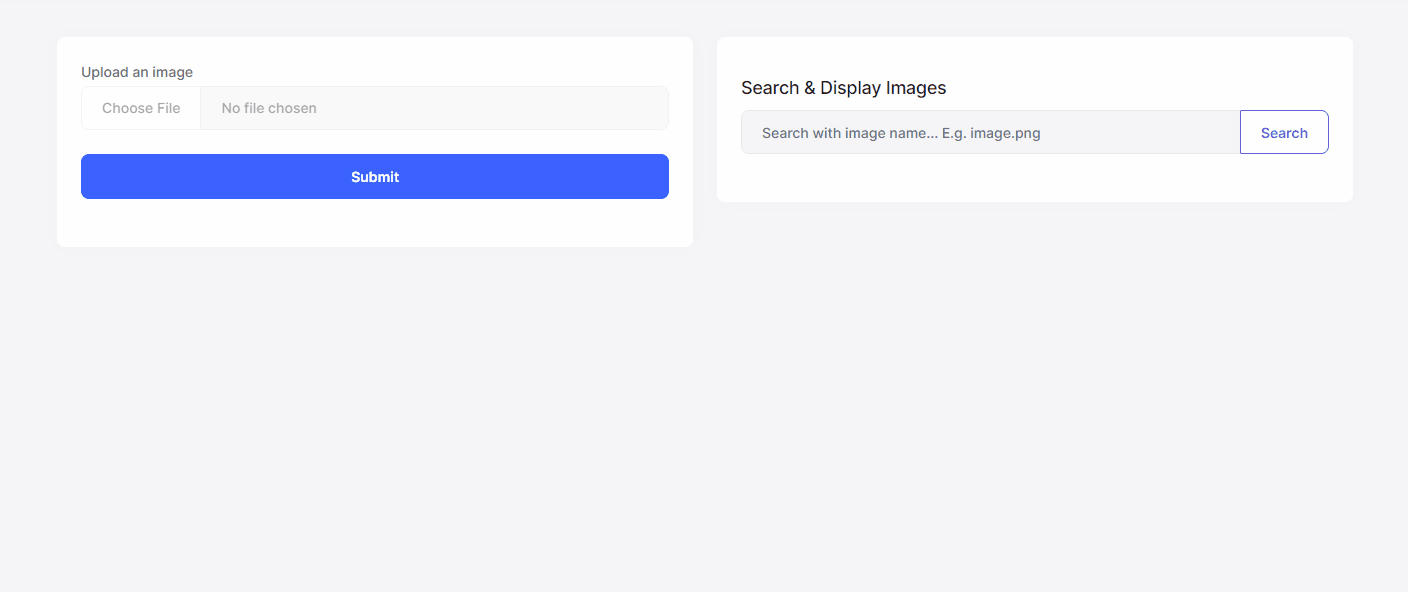 Upload an image
Choose File No file chosen
Submit
Search & Display Images
Search with image name... E.g. image.png Search